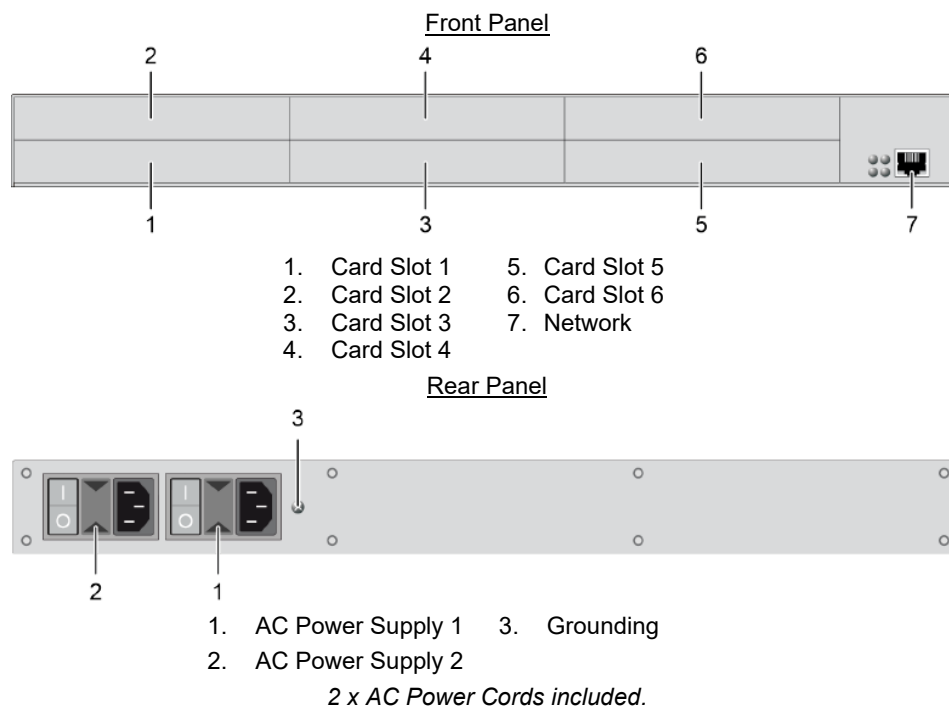 Front Panel
2 4 6
1 3 5 7
1. Card Slot 1 5. Card Slot 5
2. Card Slot 2 6. Card Slot 6
3. Card Slot 3 7. Network
4. Card Slot 4
Rear Panel
3
I I
O O
2 1
1. AC Power Supply 1 3. Grounding
2. AC Power Supply 2
2 x AC Power Cords included.